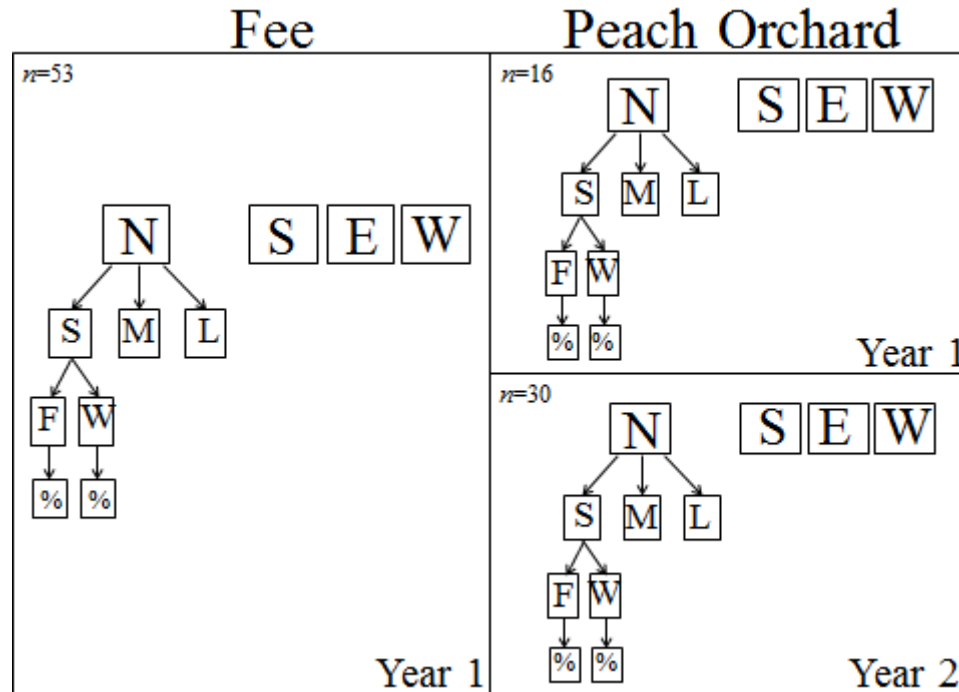 Fee
n=53
N S E W
S M L
F W
% %
Year 1
Peach Orchard
n=16
N S E W
S M L
F W
% %
Year 1
n=30
N S E W
S M L
F W
% %
Year 2